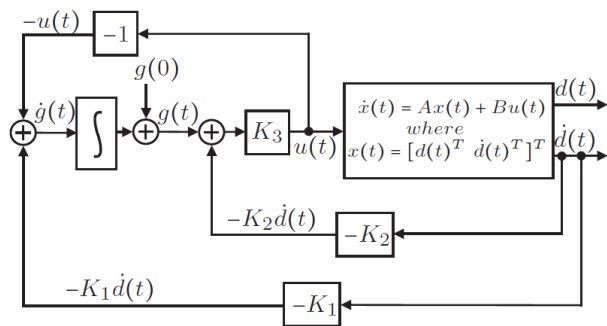 −u(t)
−1
g(0)
ġ(t)
∫
g(t)
K₃
u(t)
ẋ(t) = Ax(t) + Bu(t)
where
x(t) = [d(t)ᵀ ḋ(t)ᵀ]ᵀ
d(t)
ḋ(t)
−K₂ḋ(t)
−K₂
−K₁ḋ(t)
−K₁